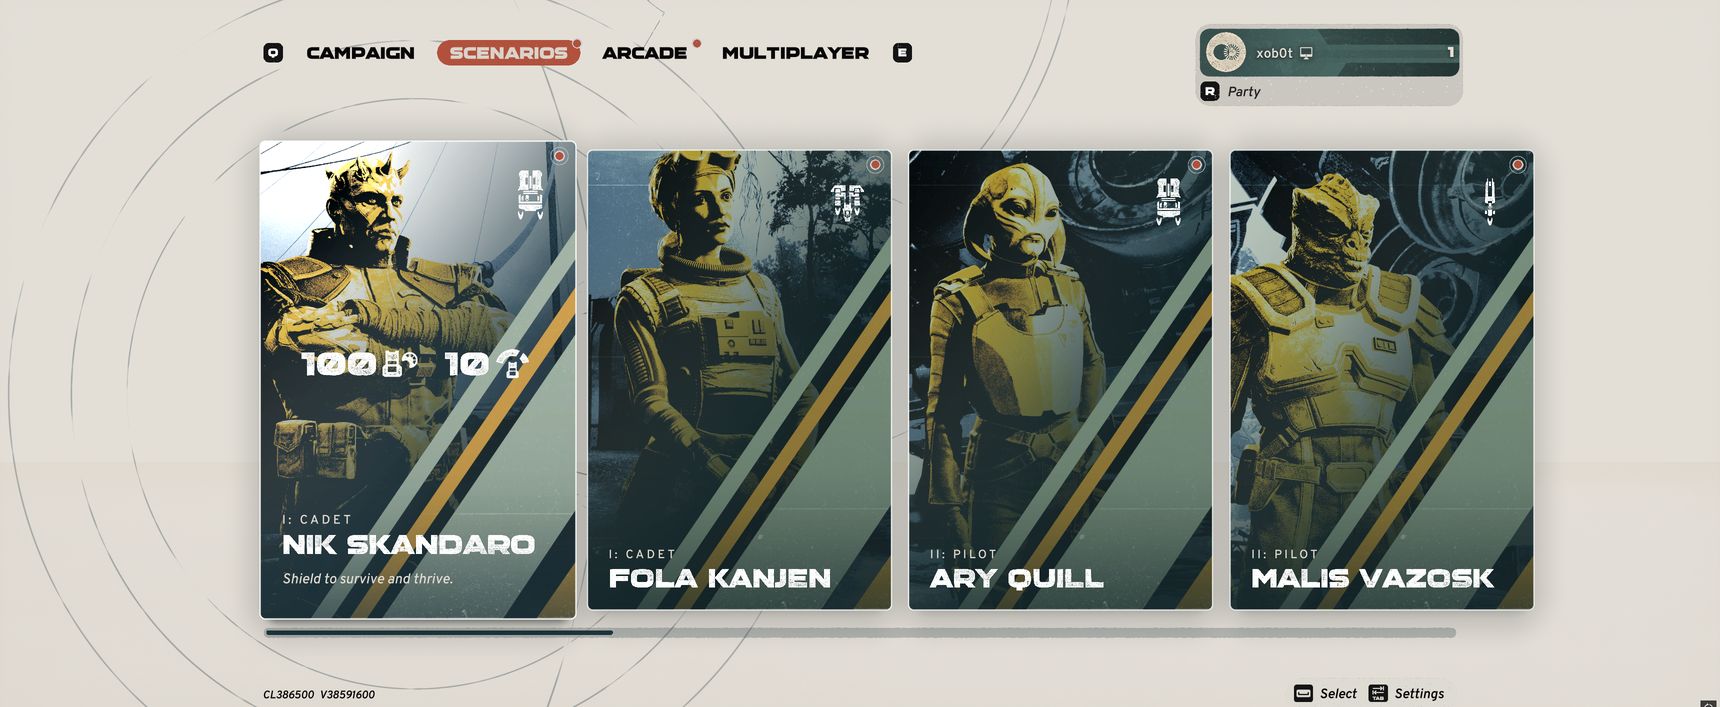 Q CAMPAIGN SCENARIOS ARCADE MULTIPLAYER E
xob0t 1
R Party
100 10
I: CADET
NIK SKANDARO
Shield to survive and thrive.
I: CADET
FOLA KANJEN
II: PILOT
ARY QUILL
II: PILOT
MALIS VAZOSK
CL386500 V38591600
Select TAB Settings